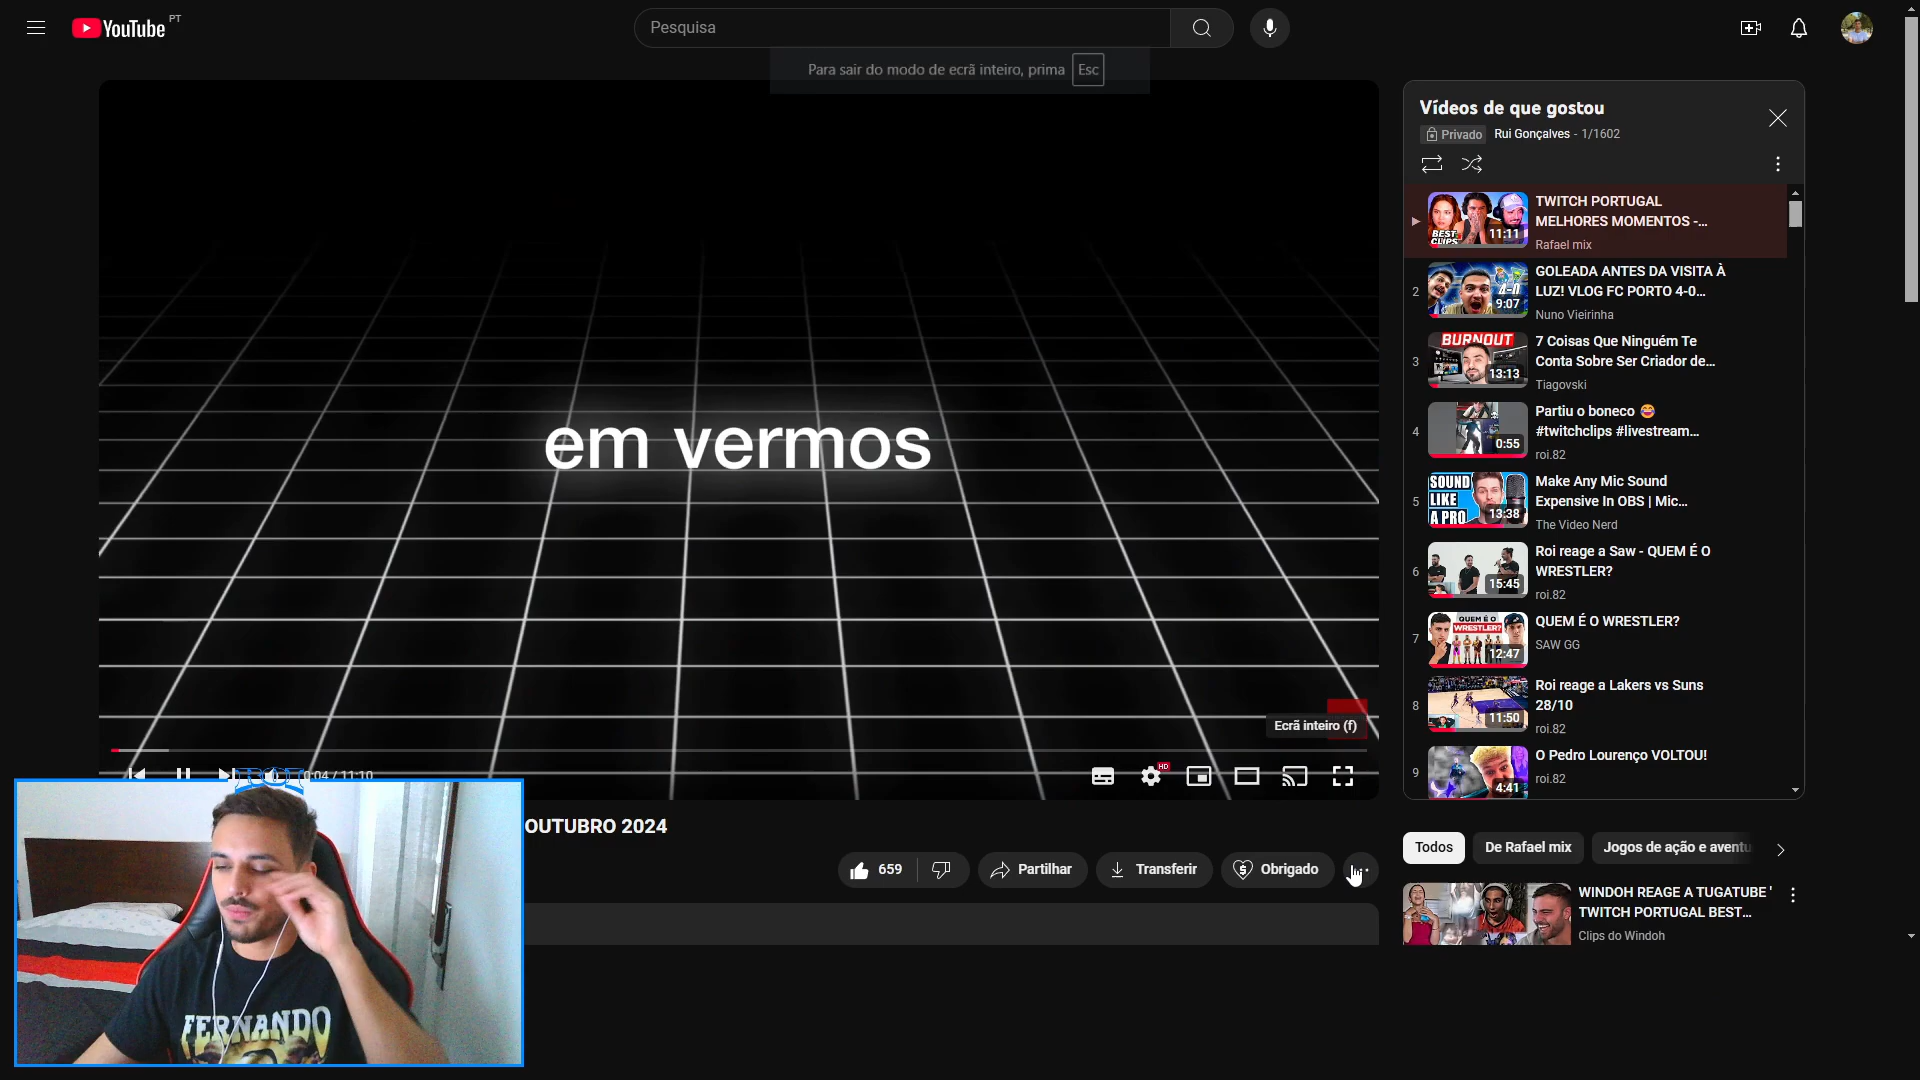 YouTube PT
Pesquisa
Para sair do modo de ecrã inteiro, prima Esc
em vermos
Ecrã inteiro (f)
0:04 / 11:10
HD
OUTUBRO 2024
659
Partilhar
Transferir
Obrigado
FERNANDO
Vídeos de que gostou
Privado Rui Gonçalves - 1/1602
BEST CLIPS
11:11
TWITCH PORTUGAL
MELHORES MOMENTOS -...
Rafael mix
2
4-0
9:07
GOLEADA ANTES DA VISITA À
LUZ! VLOG FC PORTO 4-0...
Nuno Vieirinha
3
BURNOUT
13:13
7 Coisas Que Ninguém Te
Conta Sobre Ser Criador de...
Tiagovski
4
0:55
Partiu o boneco 😂
#twitchclips #livestream...
roi.82
5
SOUND
LIKE
A PRO
13:38
Make Any Mic Sound
Expensive In OBS | Mic...
The Video Nerd
6
15:45
Roi reage a Saw - QUEM É O
WRESTLER?
roi.82
7
QUEM É O
WRESTLER?
12:47
QUEM É O WRESTLER?
SAW GG
8
11:50
Roi reage a Lakers vs Suns
28/10
roi.82
9
4:41
O Pedro Lourenço VOLTOU!
roi.82
Todos
De Rafael mix
Jogos de ação e aventu
WINDOH REAGE A TUGATUBE '
TWITCH PORTUGAL BEST...
Clips do Windoh